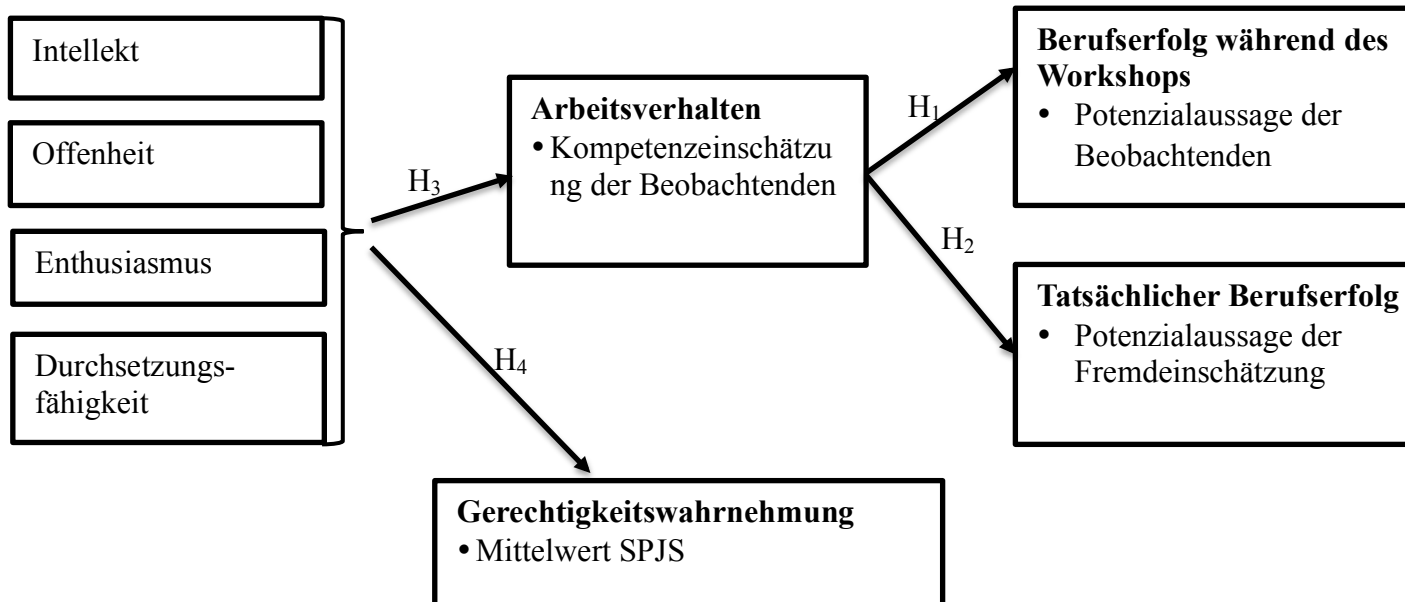 Intellekt
Offenheit
Enthusiasmus
Durchsetzungs-
fähigkeit
H₃
H₄
Arbeitsverhalten
• Kompetenzeinschätzu
ng der Beobachtenden
H₁
H₂
Berufserfolg während des
Workshops
• Potenzialaussage der
Beobachtenden
Tatsächlicher Berufserfolg
• Potenzialaussage der
Fremdeinschätzung
Gerechtigkeitswahrnehmung
• Mittelwert SPJS